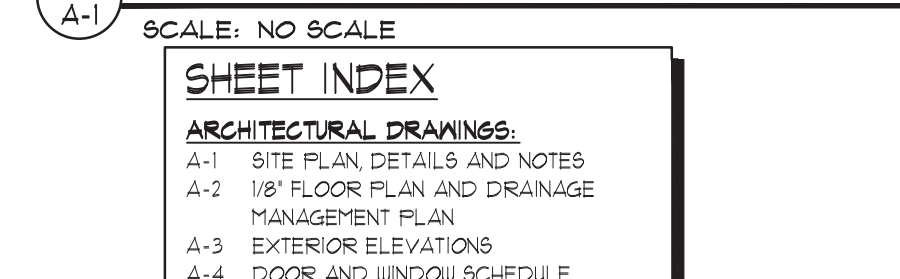 A-1
SCALE: NO SCALE
SHEET INDEX
ARCHITECTURAL DRAWINGS:
A-1 SITE PLAN, DETAILS AND NOTES
A-2 1/8" FLOOR PLAN AND DRAINAGE
MANAGEMENT PLAN
A-3 EXTERIOR ELEVATIONS
A-4 DOOR AND WINDOW SCHEDULE